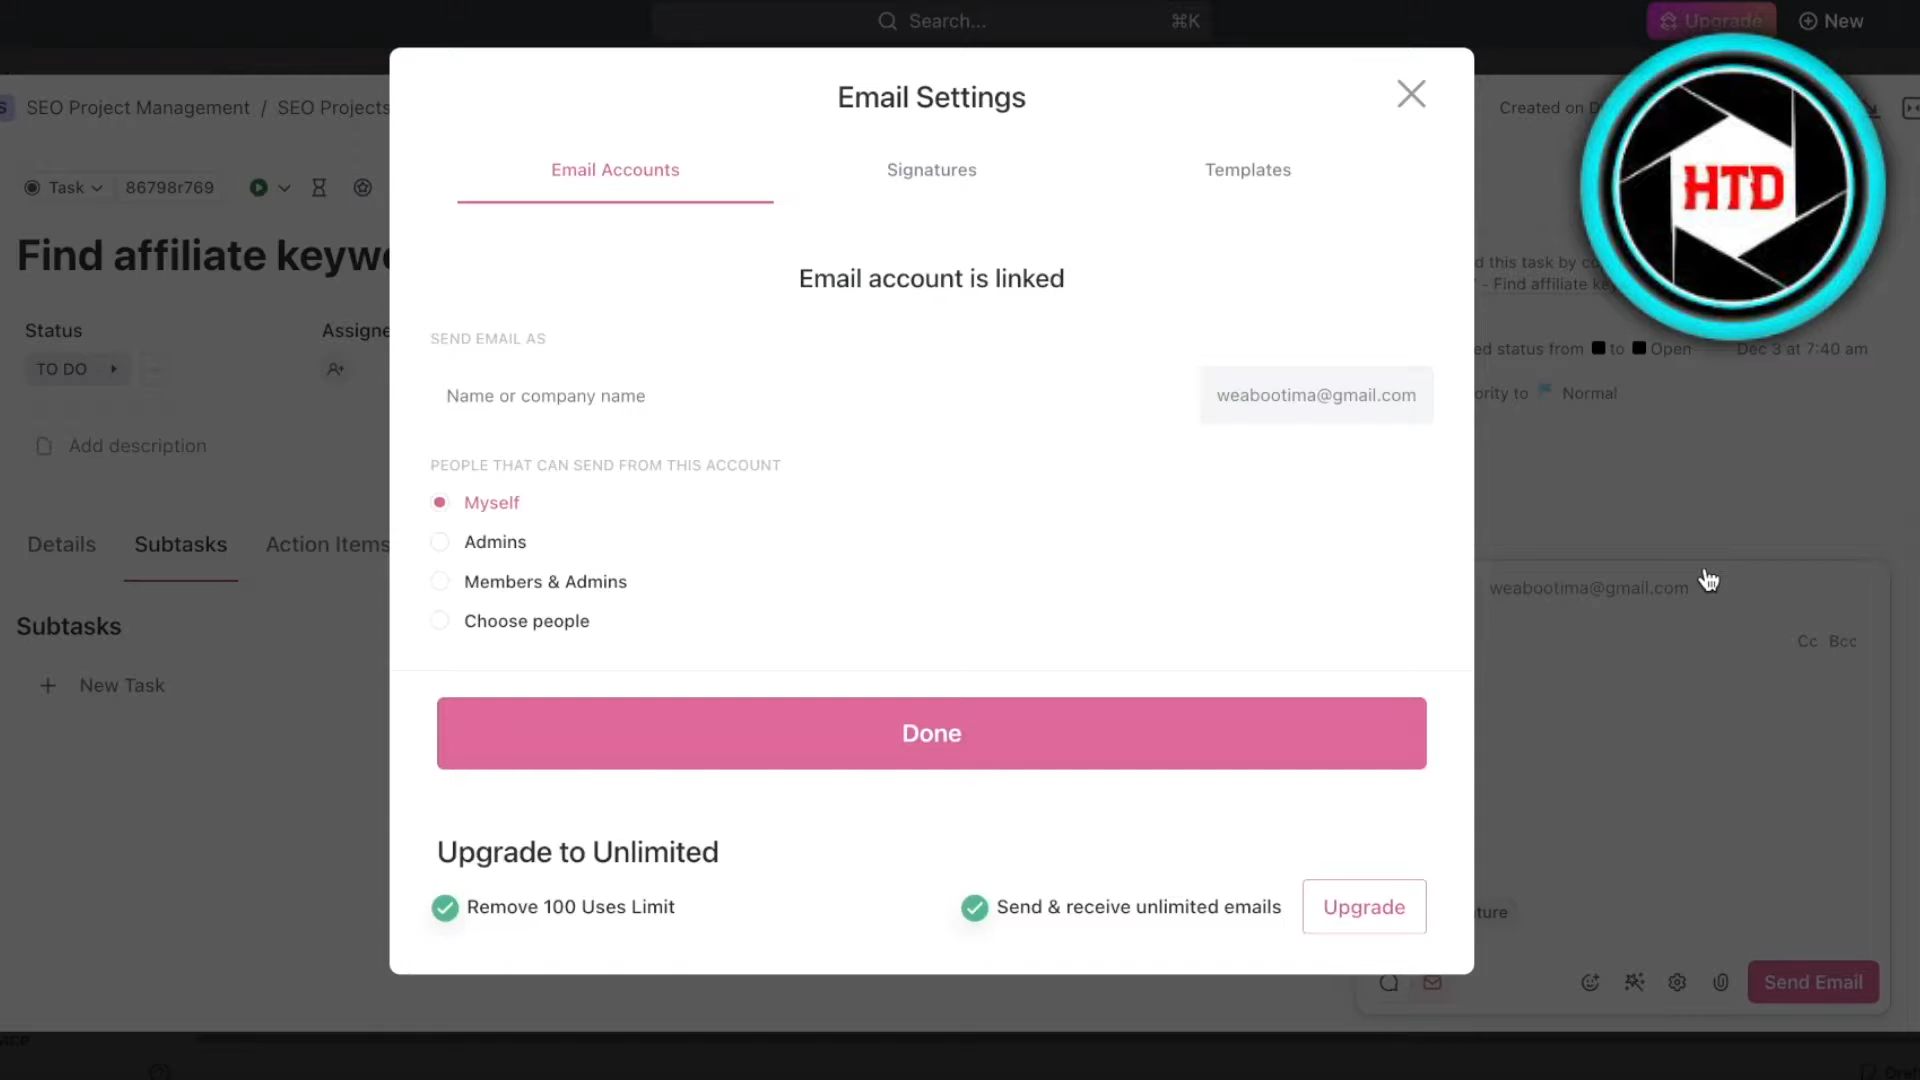 Search...
⌘K
Upgrade
New
SEO Project Management / SEO Projects
Created on D
Email Settings
Email Accounts
Signatures
Templates
HTD
Task
86798r769
Find affiliate keyw
d this task by co
- Find affiliate key
Email account is linked
Status
Assigne
SEND EMAIL AS
ed status from
to
Open
Dec 3 at 7:40 am
TO DO
Name or company name
weabootima@gmail.com
ority to
Normal
Add description
PEOPLE THAT CAN SEND FROM THIS ACCOUNT
Myself
Admins
Details
Subtasks
Action Items
Members & Admins
weabootima@gmail.com
Choose people
Subtasks
Cc Bcc
New Task
Done
Upgrade to Unlimited
Remove 100 Uses Limit
Send & receive unlimited emails
Upgrade
ture
Send Email